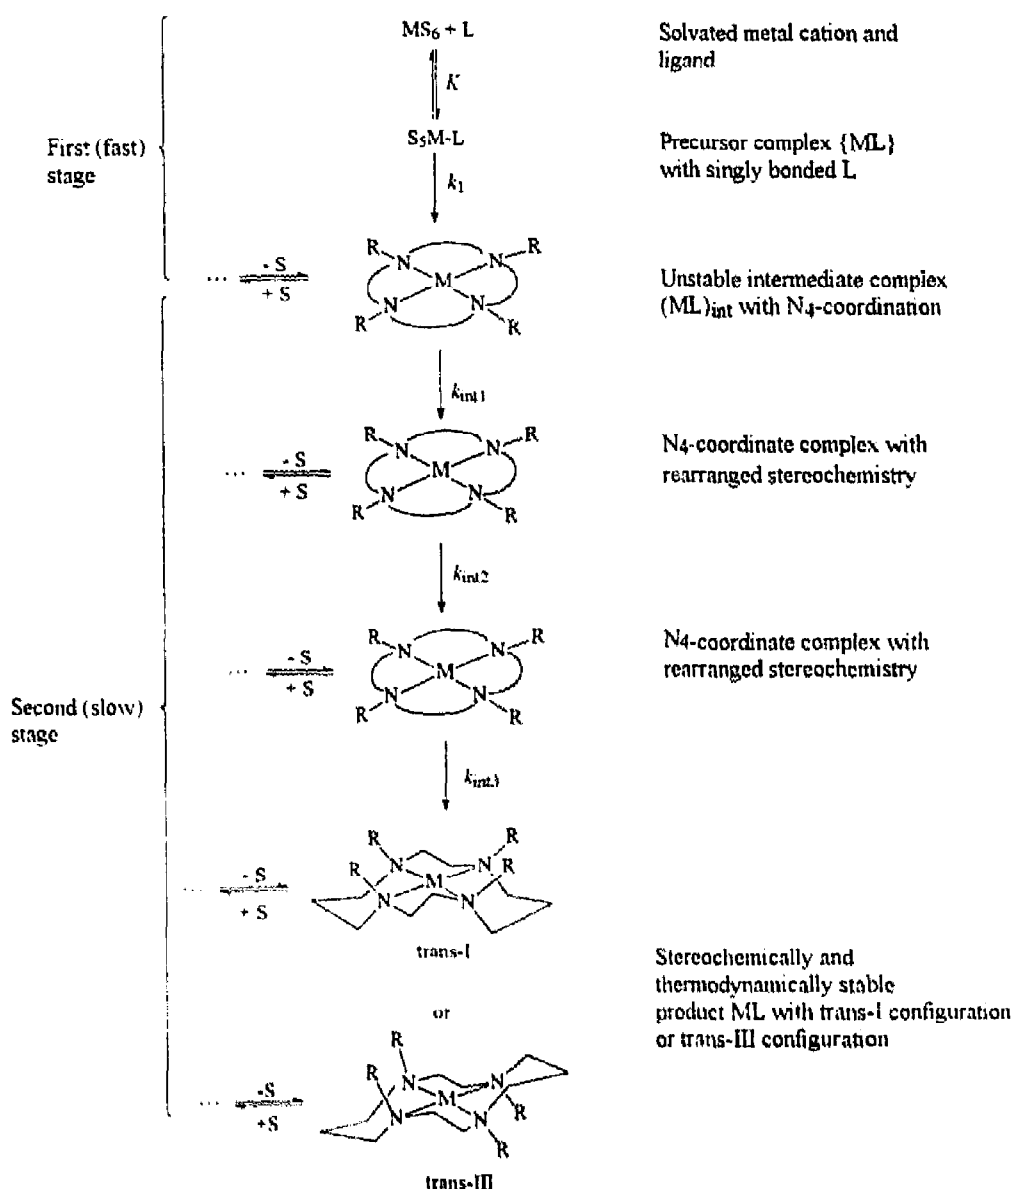 MS6 + L
Solvated metal cation and
ligand
K
First (fast)
stage
S5M-L
Precursor complex {ML}
with singly bonded L
k1
R R
N N
... - S
+ S
M
N N
R R
Unstable intermediate complex
(ML)int with N4-coordination
kint1
R R
N N
... - S
+ S
M
N N
R R
N4-coordinate complex with
rearranged stereochemistry
kint2
R R
N N
... - S
+ S
M
N N
R R
N4-coordinate complex with
rearranged stereochemistry
Second (slow)
stage
kint3
R R
R N N R
... - S
+ S
M
N N
trans-I
Stereochemically and
thermodynamically stable
product ML with trans-I configuration
or trans-III configuration
or
R
R N N
... -S
+S
M
N N R
R
trans-III